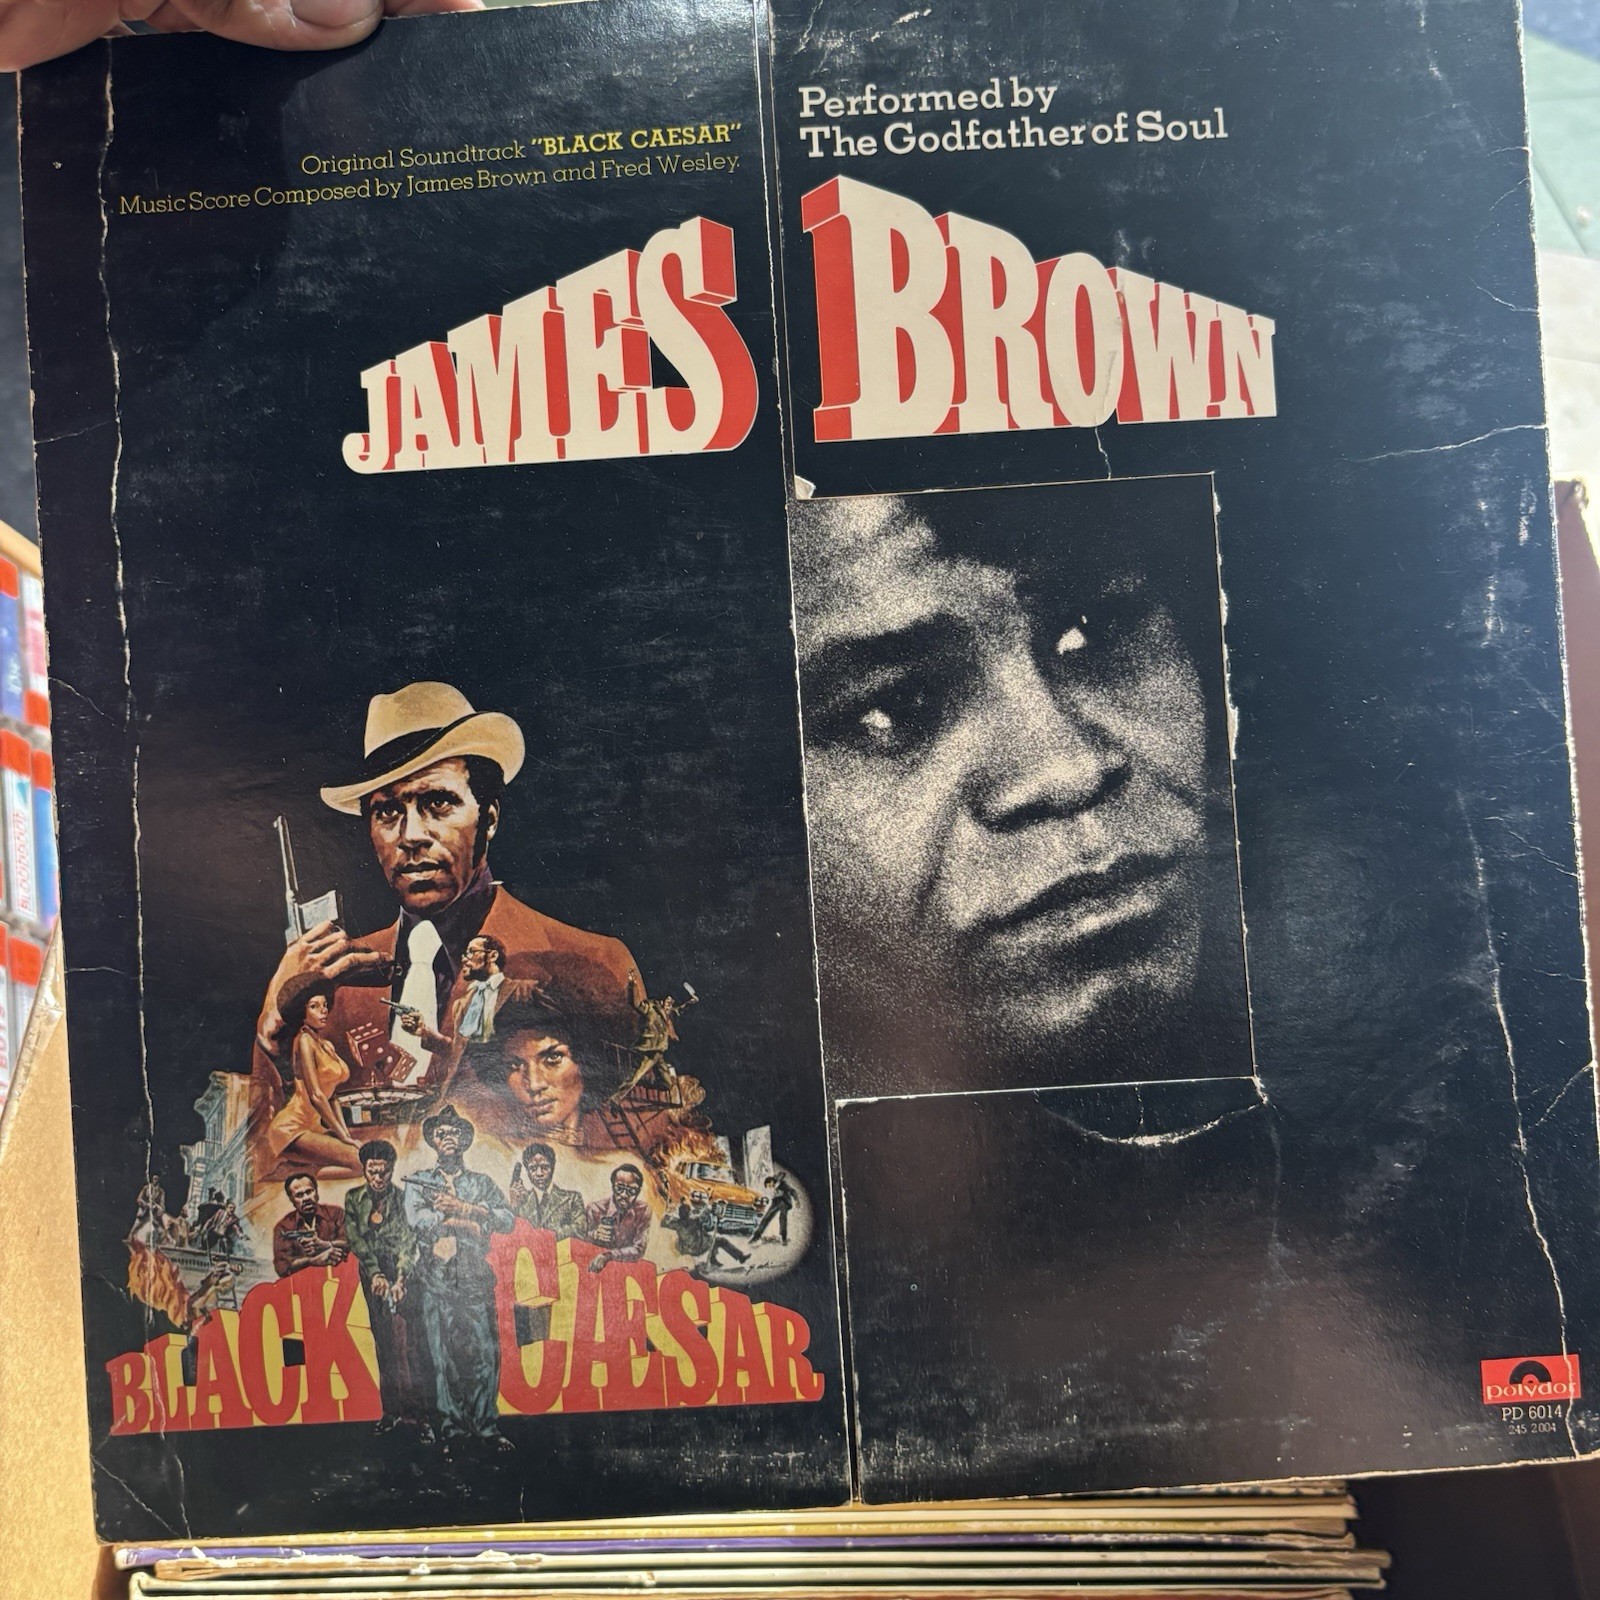 Original Soundtrack "BLACK CAESAR"
Music Score Composed by James Brown and Fred Wesley.
Performed by
The Godfather of Soul
JAMES BROWN
BLACK CÆSAR
polydor
PD 6014
245 2004